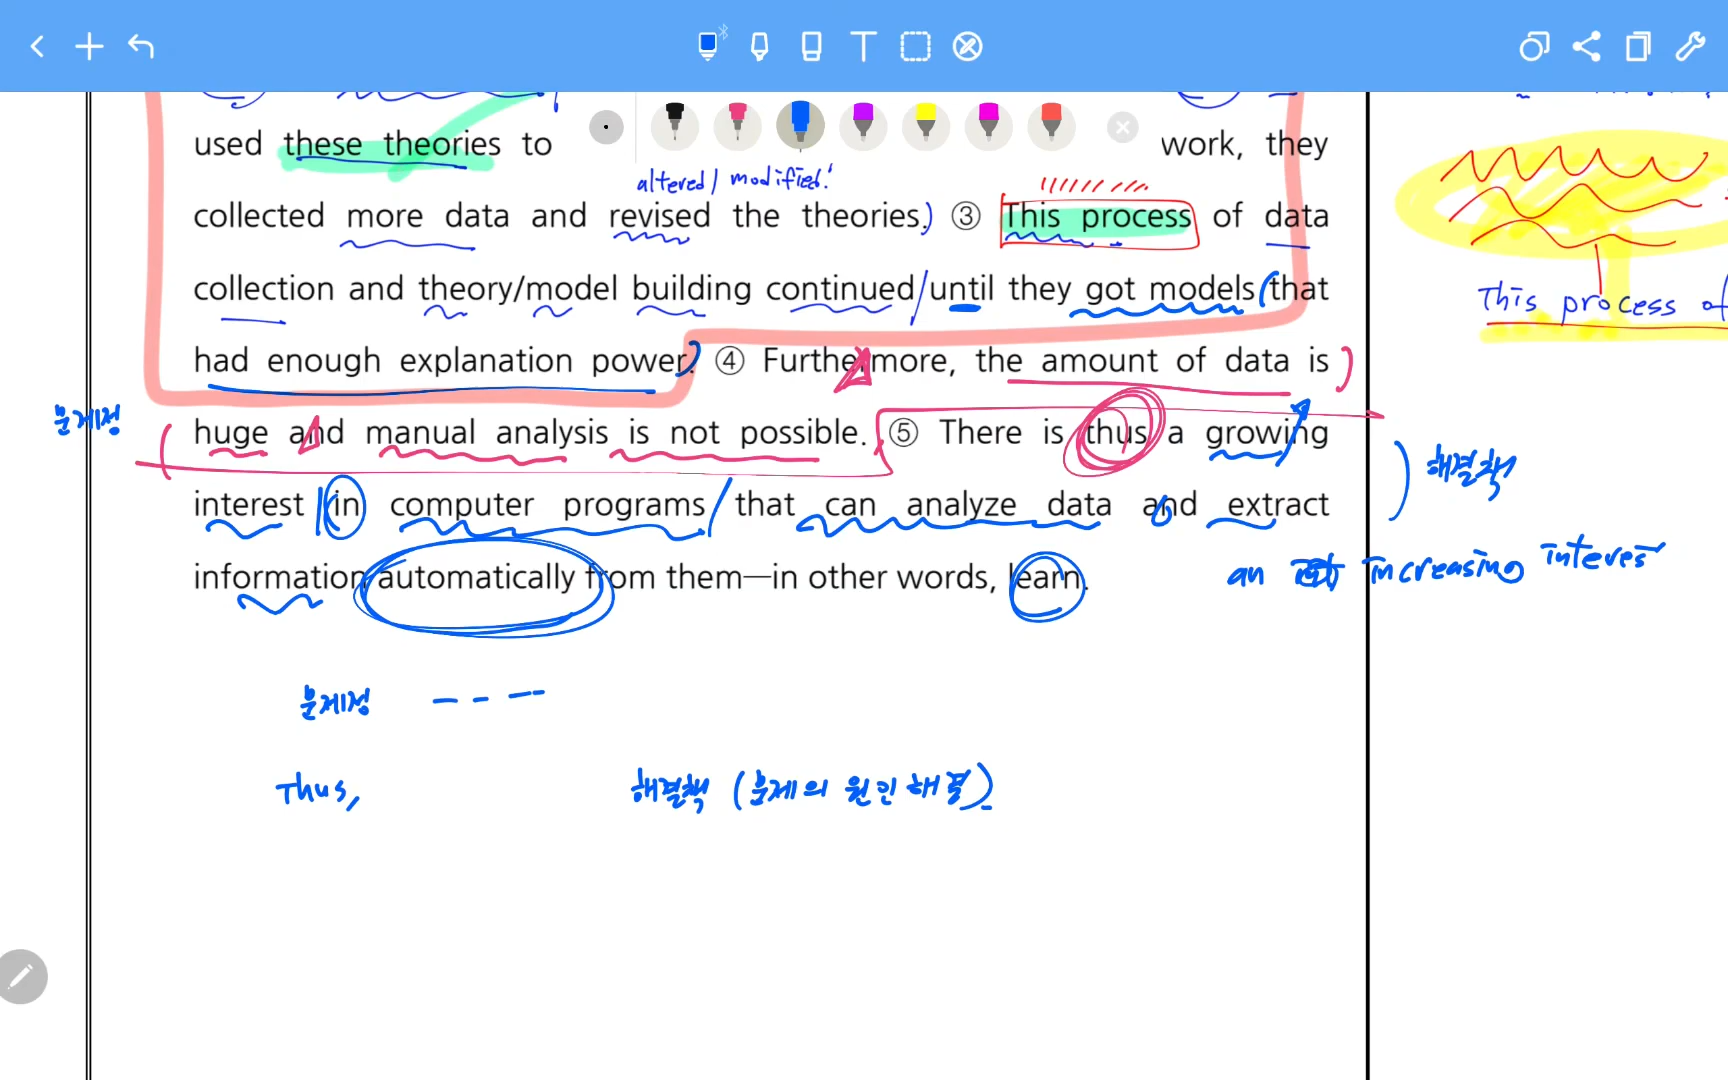 used these theories to work, they
altered / modified.
collected more data and revised the theories. ③ This process of data
collection and theory/model building continued until they got models that
This process of
had enough explanation power. ④ Furthermore, the amount of data is
문제점
huge and manual analysis is not possible. ⑤ There is thus a growing
해결책
interest in computer programs that can analyze data and extract
information automatically from them—in other words, learn.
an increasing interest
문제점
Thus, 해결책 (문제의 원인 해결)